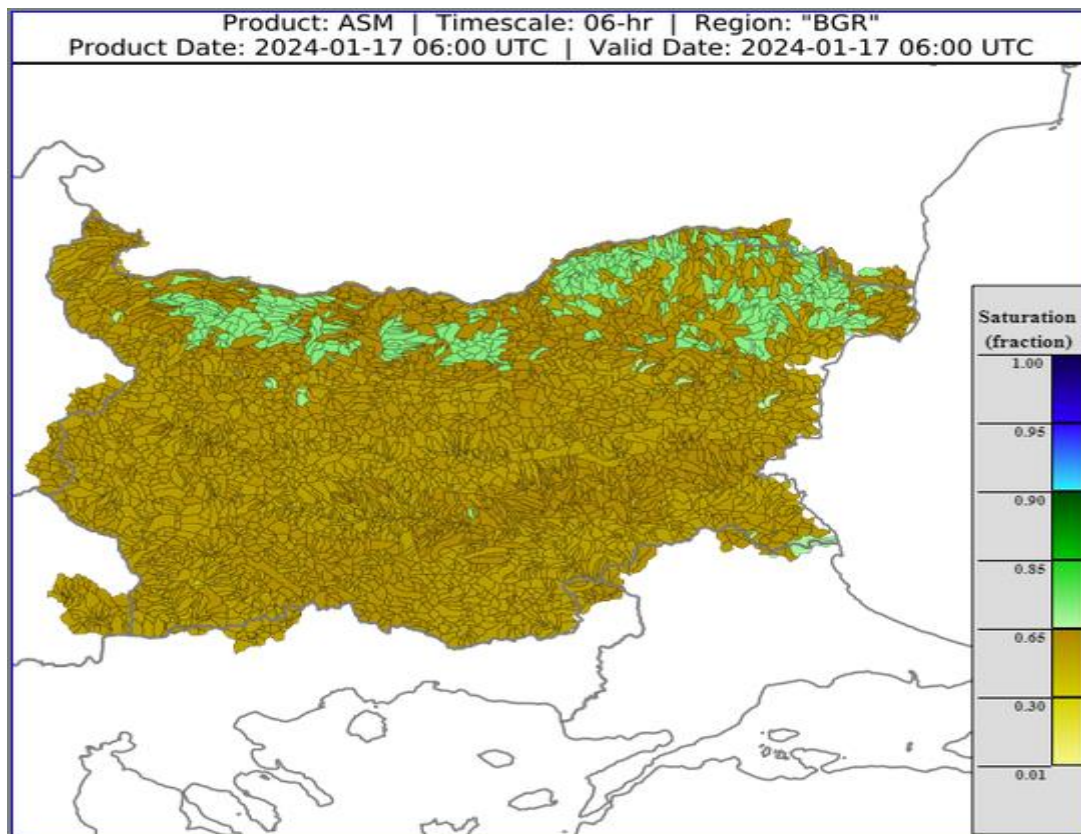 Product: ASM | Timescale: 06-hr | Region: "BGR"
Product Date: 2024-01-17 06:00 UTC | Valid Date: 2024-01-17 06:00 UTC
Saturation
(fraction)
1.00
0.95
0.90
0.85
0.65
0.30
0.01